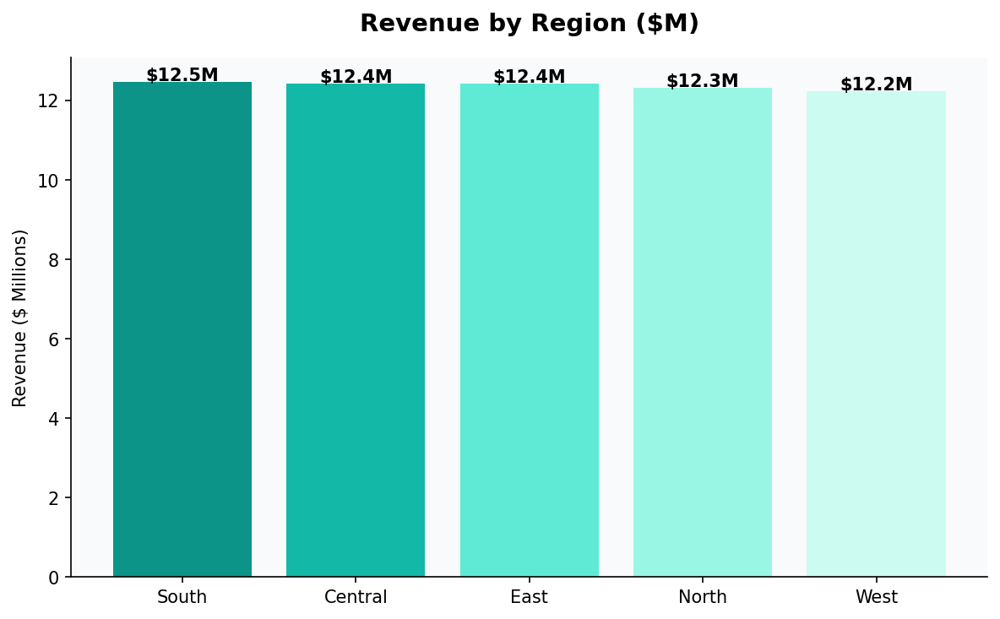 Revenue by Region ($M)
$12.5M
$12.4M
$12.4M
$12.3M
$12.2M
12
10
8
6
4
2
0
Revenue ($ Millions)
South
Central
East
North
West